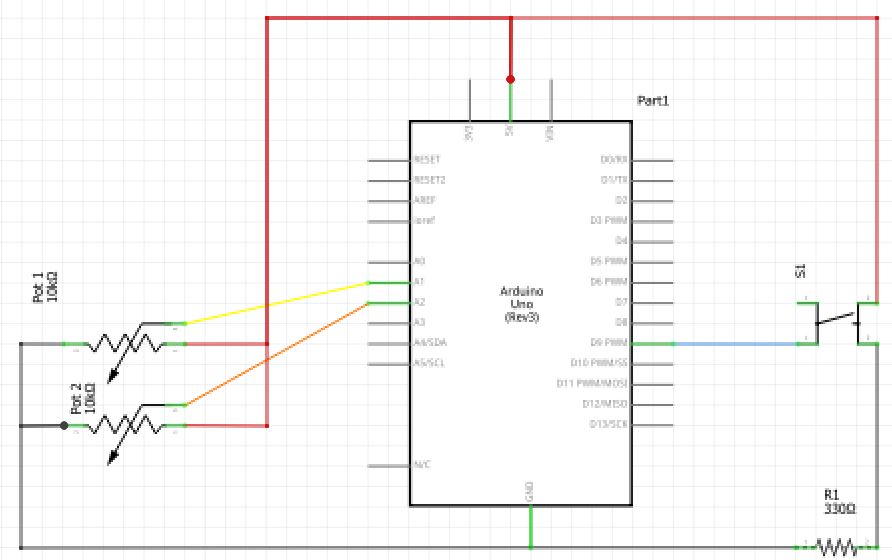 Part1
3V3
5V
VIN
RESET
RESET2
AREF
ioref
A0
A1
A2
A3
A4/SDA
A5/SCL
N/C
D0/RX
D1/TX
D2
D3 PWM
D4
D5 PWM
D6 PWM
D7
D8
D9 PWM
D10 PWM/SS
D11 PWM/MOSI
D12/MISO
D13/SCK
GND
Arduino
Uno
(Rev3)
Pot 1
10kΩ
Pot 2
10kΩ
S1
R1
330Ω